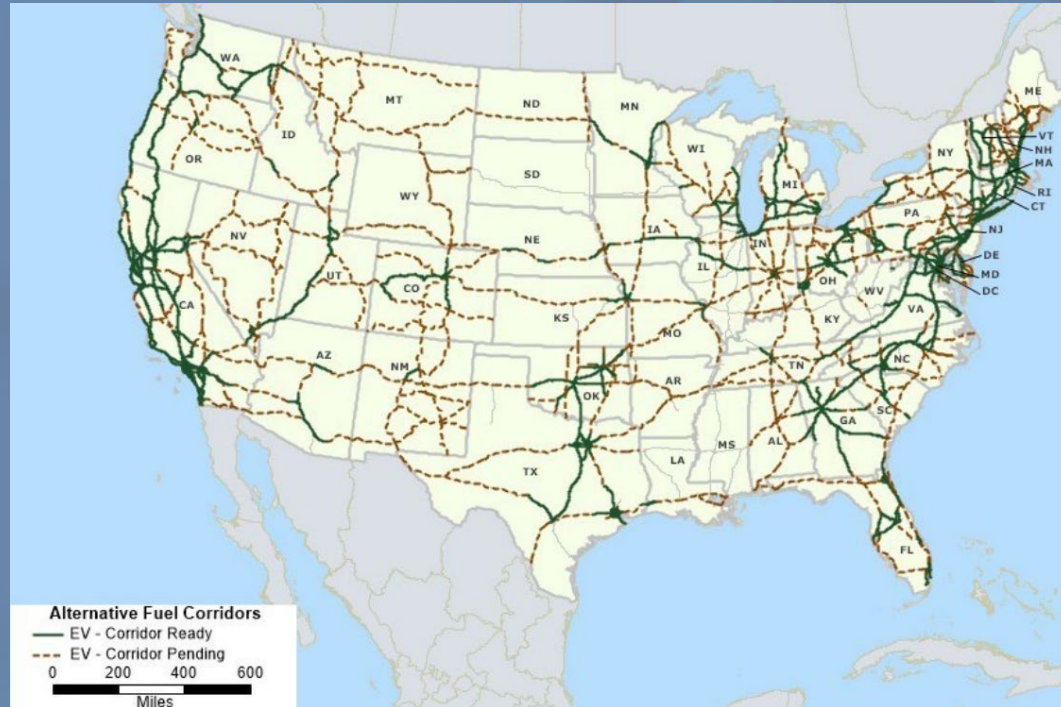 WA
ME
MT
ND
MN
VT
NH
MA
RI
CT
OR
ID
WI
NY
MI
SD
WY
PA
NJ
NV
NE
IA
IN
OH
DE
MD
DC
UT
CO
IL
WV
VA
CA
KS
MO
KY
NC
TN
AZ
NM
OK
AR
SC
GA
AL
MS
TX
LA
FL
Alternative Fuel Corridors
EV - Corridor Ready
EV - Corridor Pending
0 200 400 600
Miles